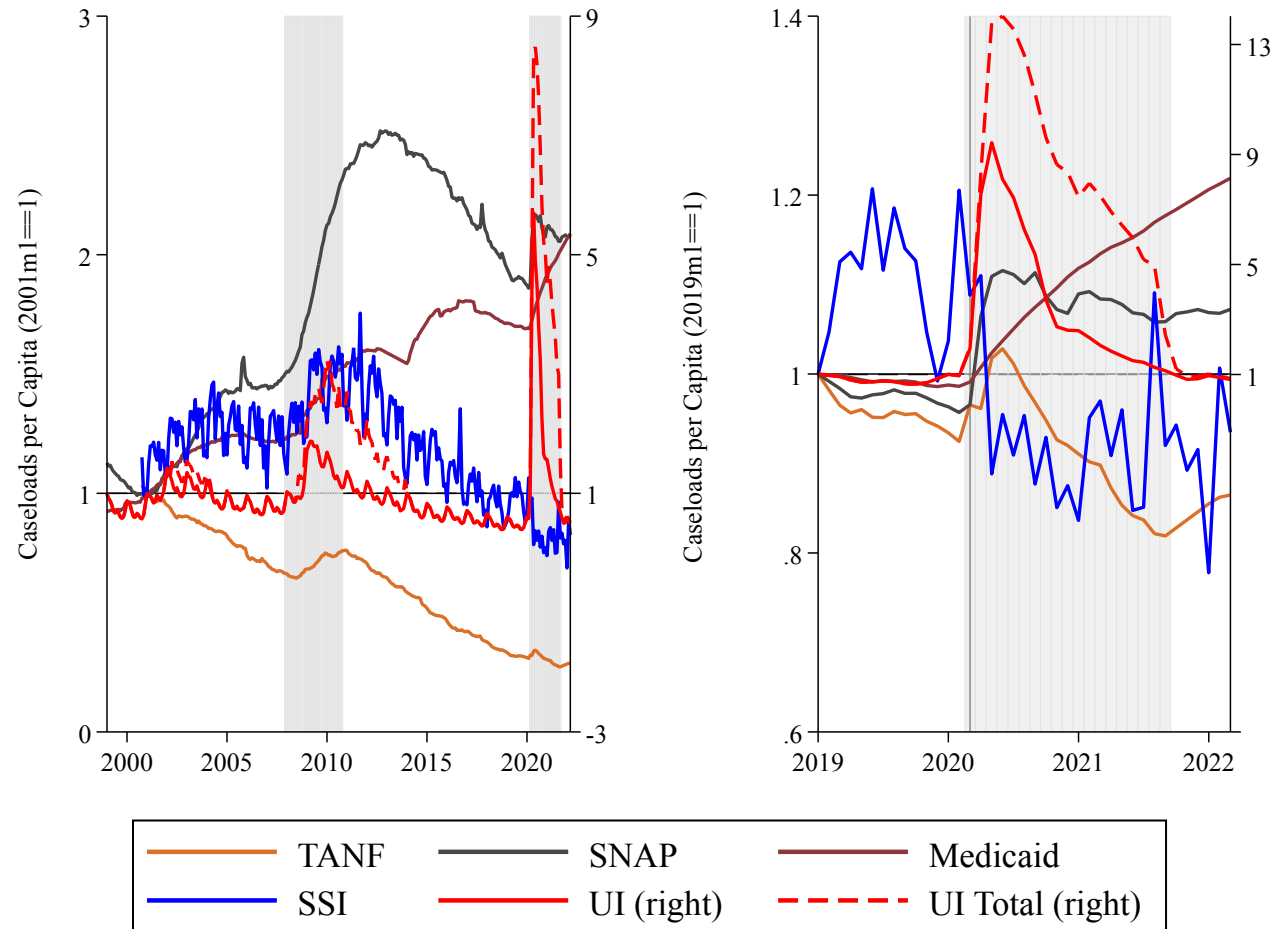 Caseloads per Capita (2001m1==1)
3
2
1
0
9
5
1
-3
2000 2005 2010 2015 2020
Caseloads per Capita (2019m1==1)
1.4
1.2
1
.8
.6
13
9
5
1
2019 2020 2021 2022
TANF SNAP Medicaid
SSI UI (right) UI Total (right)